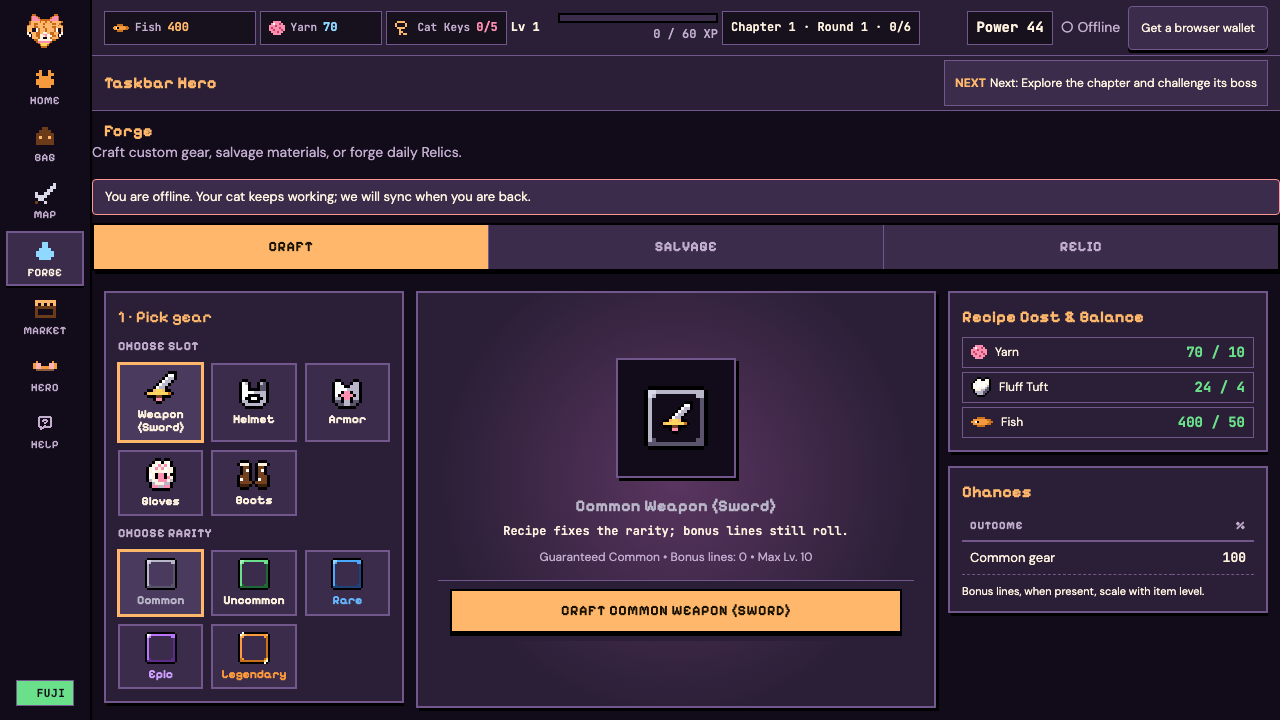 Fish 400
Yarn 70
Cat Keys 0/5
Lv 1
0 / 60 XP
Chapter 1 · Round 1 · 0/6
Power 44
Offline
Get a browser wallet
HOME
BAG
MAP
FORGE
MARKET
HERO
HELP
FUJI
Taskbar Hero
NEXT Next: Explore the chapter and challenge its boss
Forge
Craft custom gear, salvage materials, or forge daily Relics.
You are offline. Your cat keeps working; we will sync when you are back.
CRAFT
SALVAGE
RELIC
1 · Pick gear
CHOOSE SLOT
Weapon
(Sword)
Helmet
Armor
Gloves
Boots
CHOOSE RARITY
Common
Uncommon
Rare
Epic
Legendary
Common Weapon (Sword)
Recipe fixes the rarity; bonus lines still roll.
Guaranteed Common • Bonus lines: 0 • Max Lv. 10
CRAFT COMMON WEAPON (SWORD)
Recipe Cost & Balance
Yarn 70 / 10
Fluff Tuft 24 / 4
Fish 400 / 50
Chances
OUTCOME %
Common gear 100
Bonus lines, when present, scale with item level.